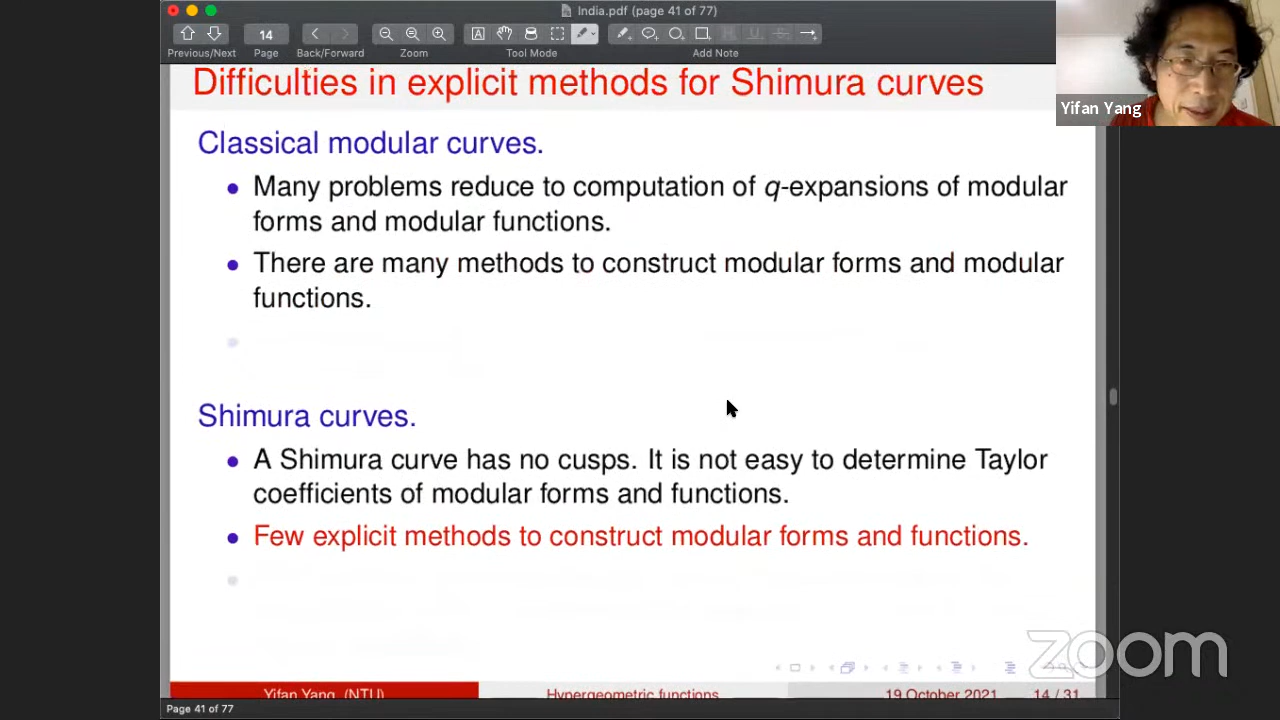 India.pdf (page 41 of 77)
14
Previous/Next Page Back/Forward Zoom Tool Mode Add Note
Difficulties in explicit methods for Shimura curves
Yifan Yang
Classical modular curves.
Many problems reduce to computation of q-expansions of modular
forms and modular functions.
There are many methods to construct modular forms and modular
functions.
Shimura curves.
A Shimura curve has no cusps. It is not easy to determine Taylor
coefficients of modular forms and functions.
Few explicit methods to construct modular forms and functions.
zoom
Yifan Yang (NTU) Hypergeometric functions 19 October 2021 14 / 31
Page 41 of 77